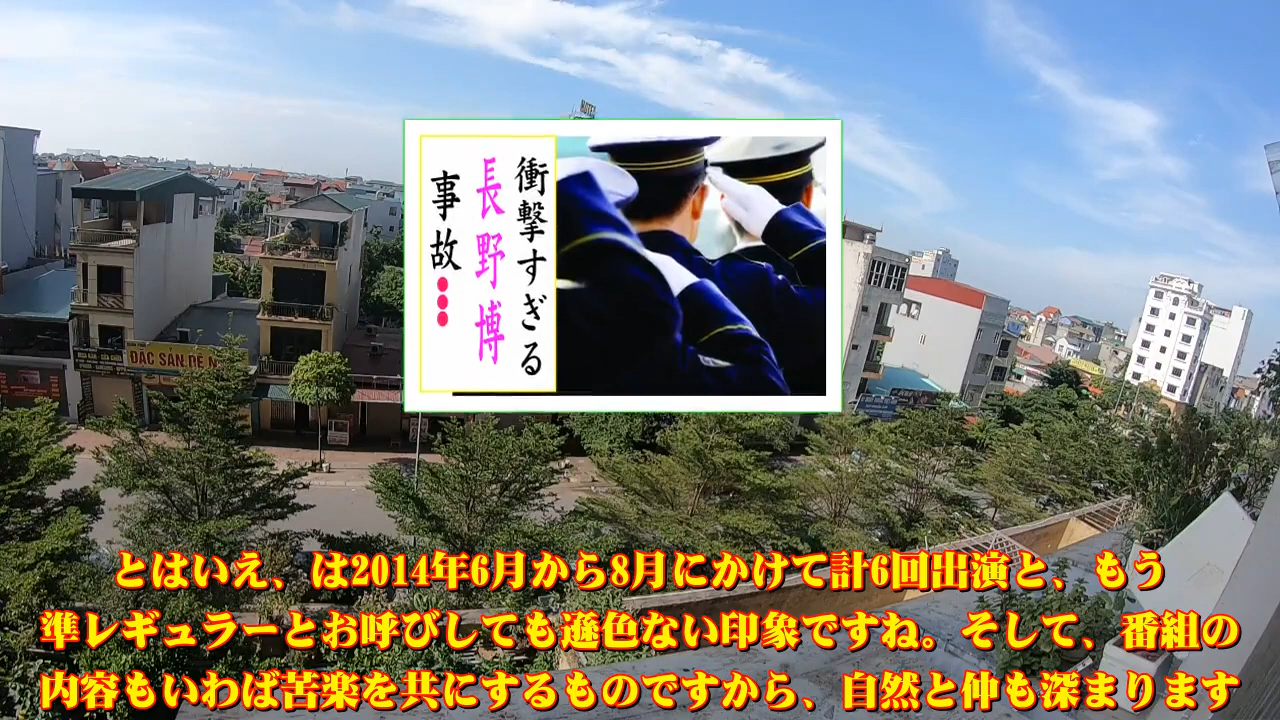 HOTEL
衝撃すぎる
長野博
事故●●●
ĐẶC SẢN DÊ N
とはいえ、は2014年6月から8月にかけて計6回出演と、もう
準レギュラーとお呼びしても遜色ない印象ですね。そして、番組の
内容もいわば苦楽を共にするものですから、自然と仲も深まります